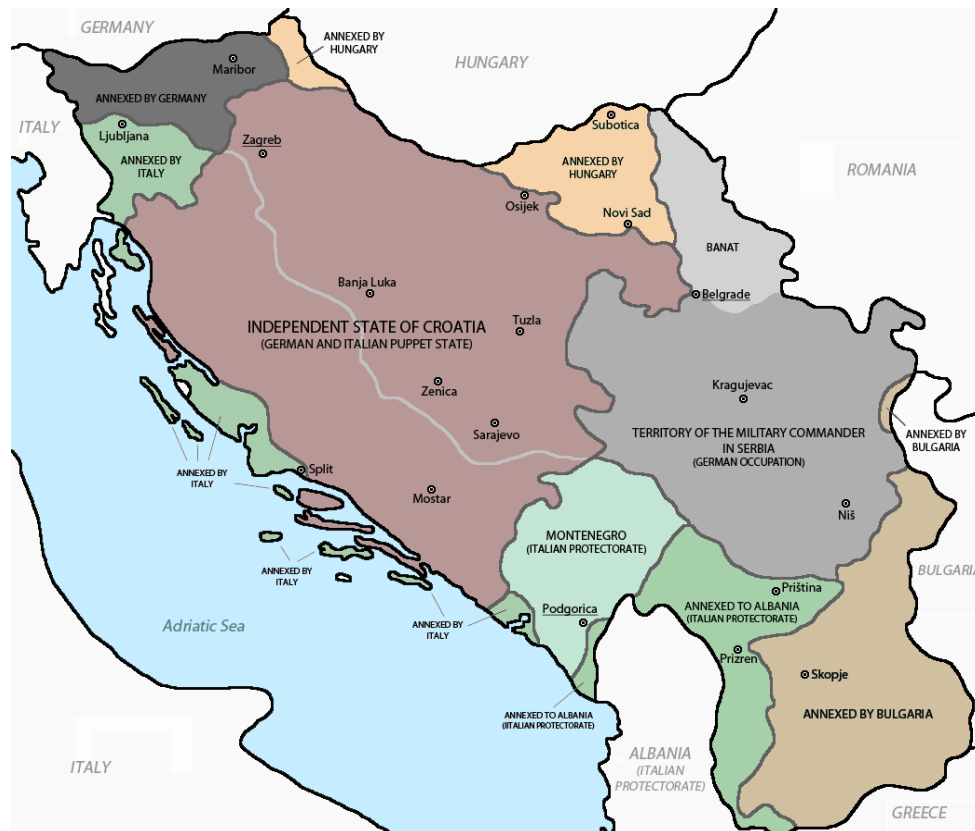 GERMANY
ANNEXED BY
HUNGARY
HUNGARY
Maribor
ANNEXED BY GERMANY
ITALY
Ljubljana
ANNEXED BY
ITALY
Zagreb
Subotica
ANNEXED BY
HUNGARY
ROMANIA
Osijek
Novi Sad
BANAT
Banja Luka
Belgrade
INDEPENDENT STATE OF CROATIA
(GERMAN AND ITALIAN PUPPET STATE)
Tuzla
Zenica
Kragujevac
Sarajevo
TERRITORY OF THE MILITARY COMMANDER
IN SERBIA
(GERMAN OCCUPATION)
ANNEXED BY
BULGARIA
ANNEXED BY
ITALY
Split
Mostar
Niš
MONTENEGRO
(ITALIAN PROTECTORATE)
ANNEXED BY
ITALY
BULGARIA
Priština
ANNEXED TO ALBANIA
(ITALIAN PROTECTORATE)
Podgorica
ANNEXED BY
ITALY
Adriatic Sea
Prizren
Skopje
ANNEXED TO ALBANIA
(IITALIAN PROTECTORATE)
ANNEXED BY BULGARIA
ITALY
ALBANIA
(ITALIAN
PROTECTORATE)
GREECE